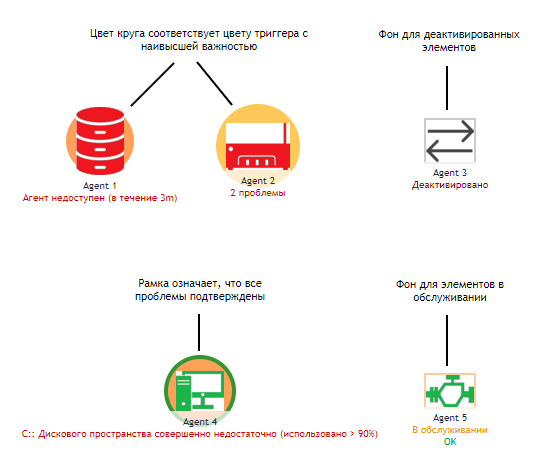 Цвет круга соответствует цвету триггера с
наивысшей важностью
Фон для деактивированных
элементов
Agent 1
Агент недоступен (в течение 3m)
Agent 2
2 проблемы
Agent 3
Деактивировано
Рамка означает, что все
проблемы подтверждены
Фон для элементов в
обслуживании
Agent 4
C:: Дискового пространства совершенно недостаточно (использовано > 90%)
Agent 5
В обслуживании
OK